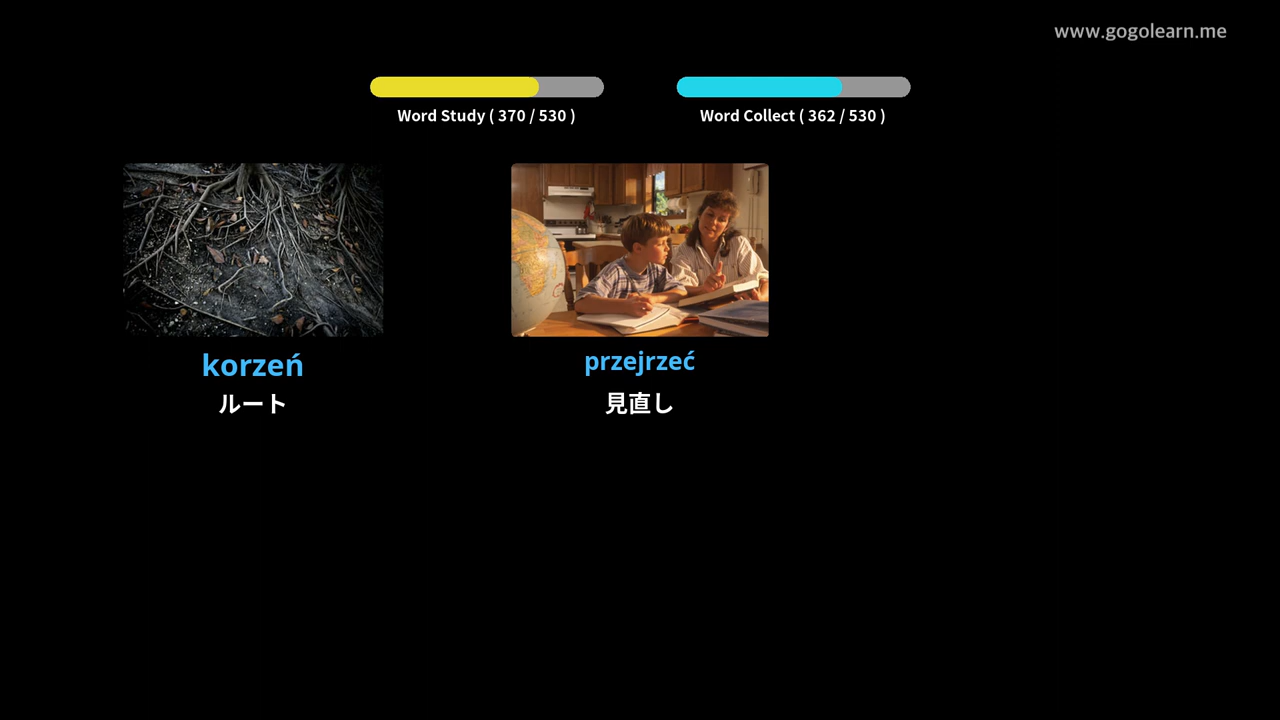 www.gogolearn.me
Word Study ( 370 / 530 )
Word Collect ( 362 / 530 )
korzeń
ルート
przejrzeć
見直し